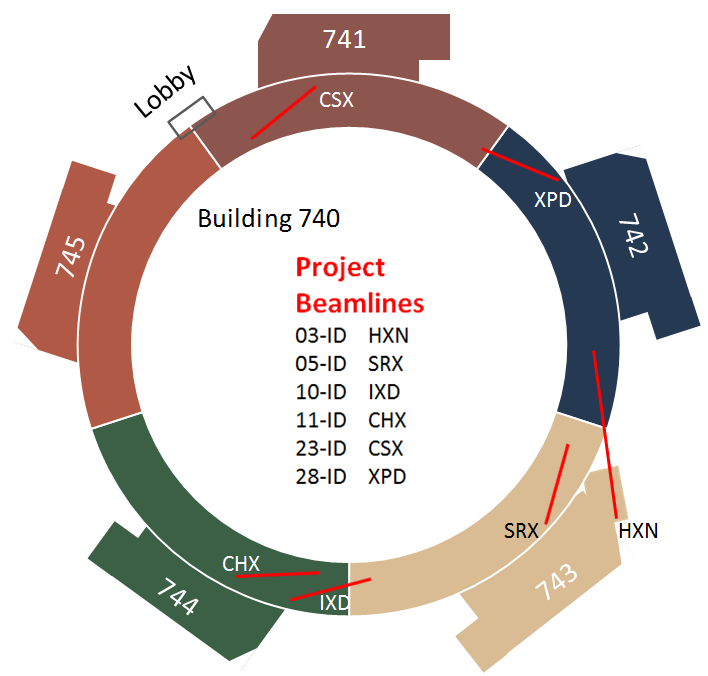 741
Lobby
CSX
XPD
742
745
Building 740
Project
Beamlines
03-ID HXN
05-ID SRX
10-ID IXD
11-ID CHX
23-ID CSX
28-ID XPD
SRX
HXN
743
CHX
IXD
744